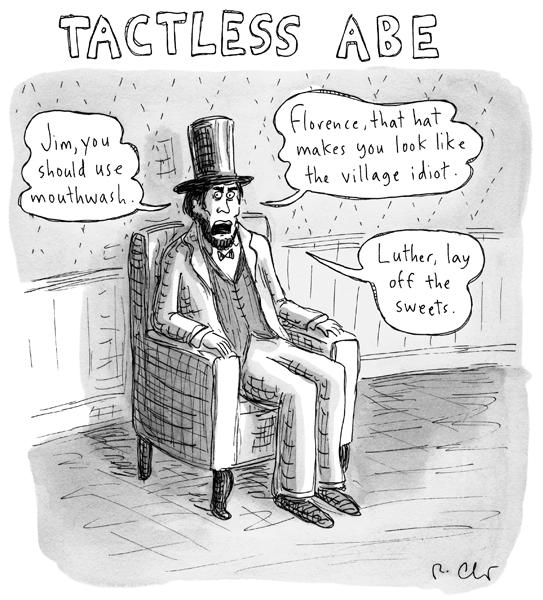 TACTLESS ABE
Jim, you
should use
mouthwash.
Florence, that hat
makes you look like
the village idiot.
Luther, lay
off the
sweets.